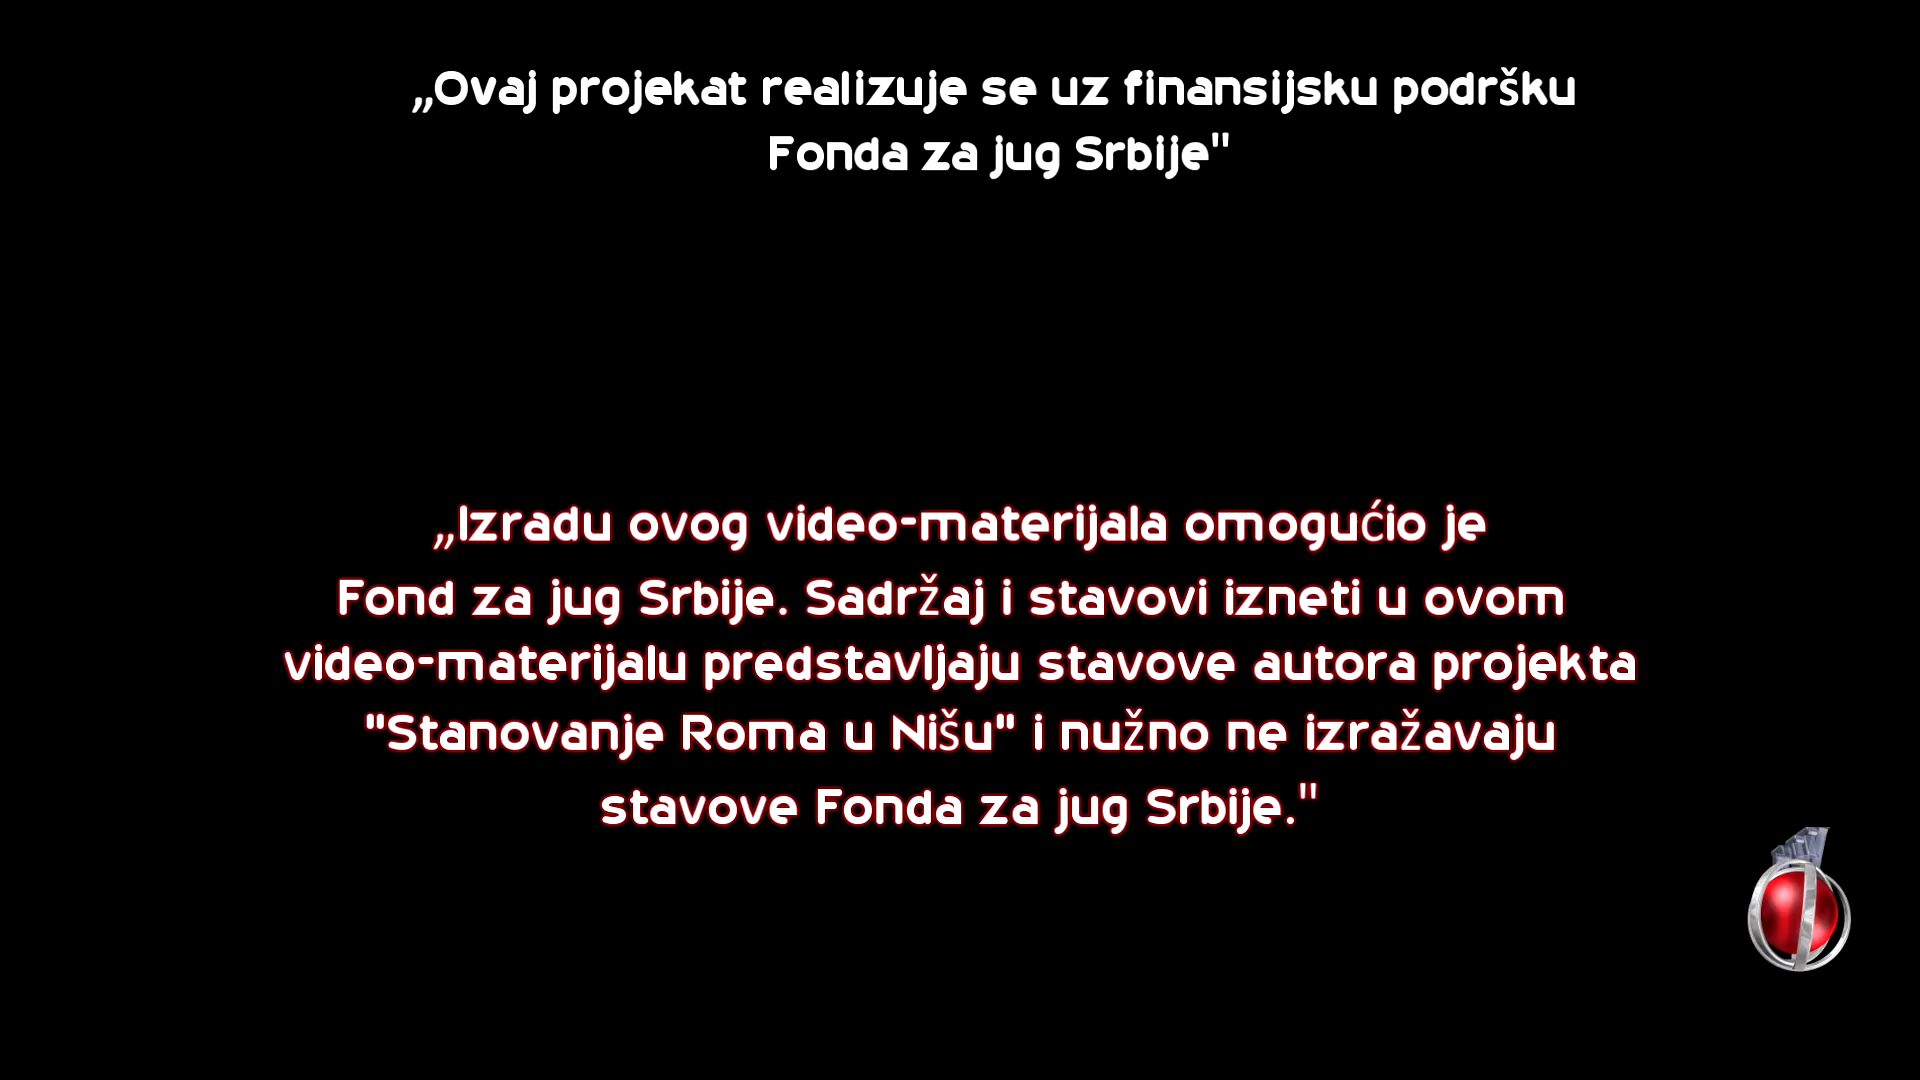 „Ovaj projekat realizuje se uz finansijsku podršku
Fonda za jug Srbije"
„Izradu ovog video-materijala omogućio je
Fond za jug Srbije. Sadržaj i stavovi izneti u ovom
video-materijalu predstavljaju stavove autora projekta
"Stanovanje Roma u Nišu" i nužno ne izražavaju
stavove Fonda za jug Srbije."